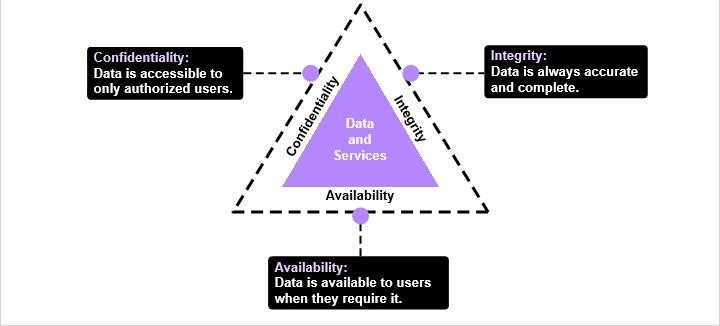 Confidentiality:
Data is accessible to
only authorized users.
Integrity:
Data is always accurate
and complete.
Confidentiality
Integrity
Data
and
Services
Availability
Availability:
Data is available to users
when they require it.